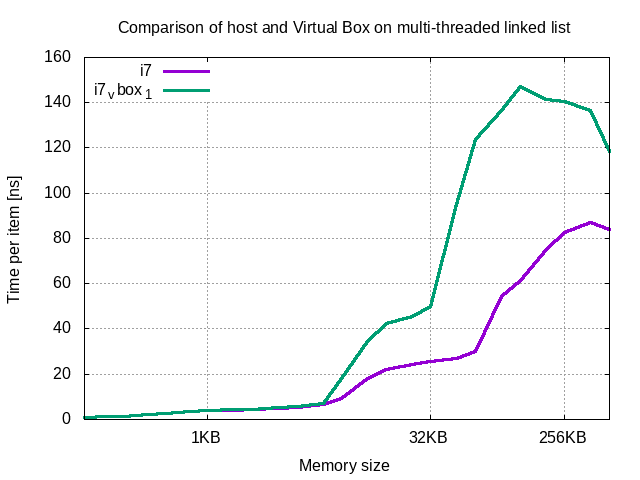 Comparison of host and Virtual Box on multi-threaded linked list
160
140
120
100
80
60
40
20
0
Time per item [ns]
i7
i7vbox1
1KB
32KB
256KB
Memory size